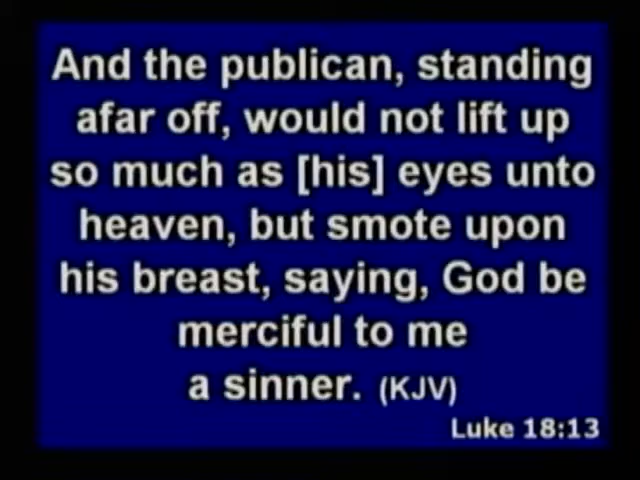 And the publican, standing
afar off, would not lift up
so much as [his] eyes unto
heaven, but smote upon
his breast, saying, God be
merciful to me
a sinner. (KJV)
Luke 18:13